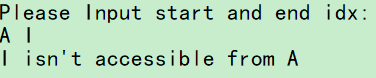 Please Input start and end idx:
A I
I isn't accessible from A